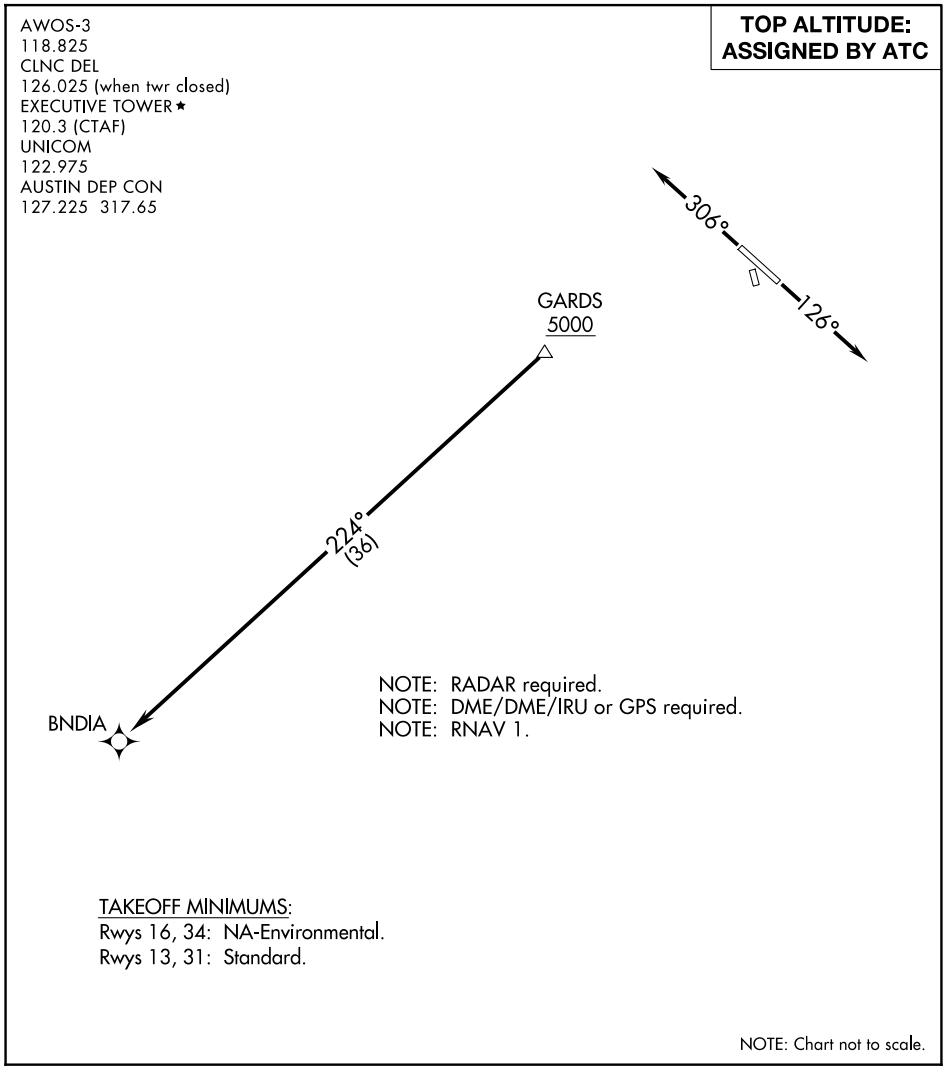 AWOS-3
118.825
CLNC DEL
126.025 (when twr closed)
EXECUTIVE TOWER★
120.3 (CTAF)
UNICOM
122.975
AUSTIN DEP CON
127.225 317.65
TOP ALTITUDE:
ASSIGNED BY ATC
306°
126°
GARDS
5000
224°
(36)
BNDIA
NOTE: RADAR required.
NOTE: DME/DME/IRU or GPS required.
NOTE: RNAV 1.
TAKEOFF MINIMUMS:
Rwys 16, 34: NA-Environmental.
Rwys 13, 31: Standard.
NOTE: Chart not to scale.